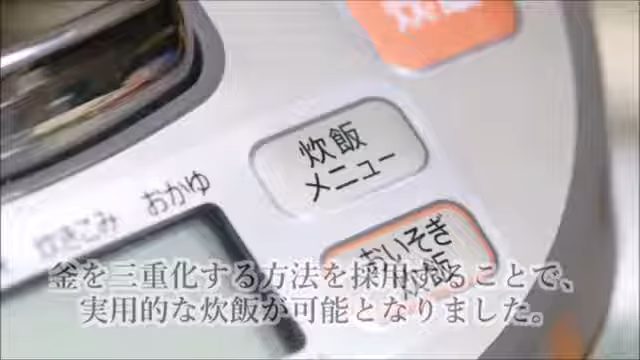 炊飯
メニュー
炊きこみ
おかゆ
おいそぎ
炊飯
釜を三重化する方法を採用することで、
実用的な炊飯が可能となりました。